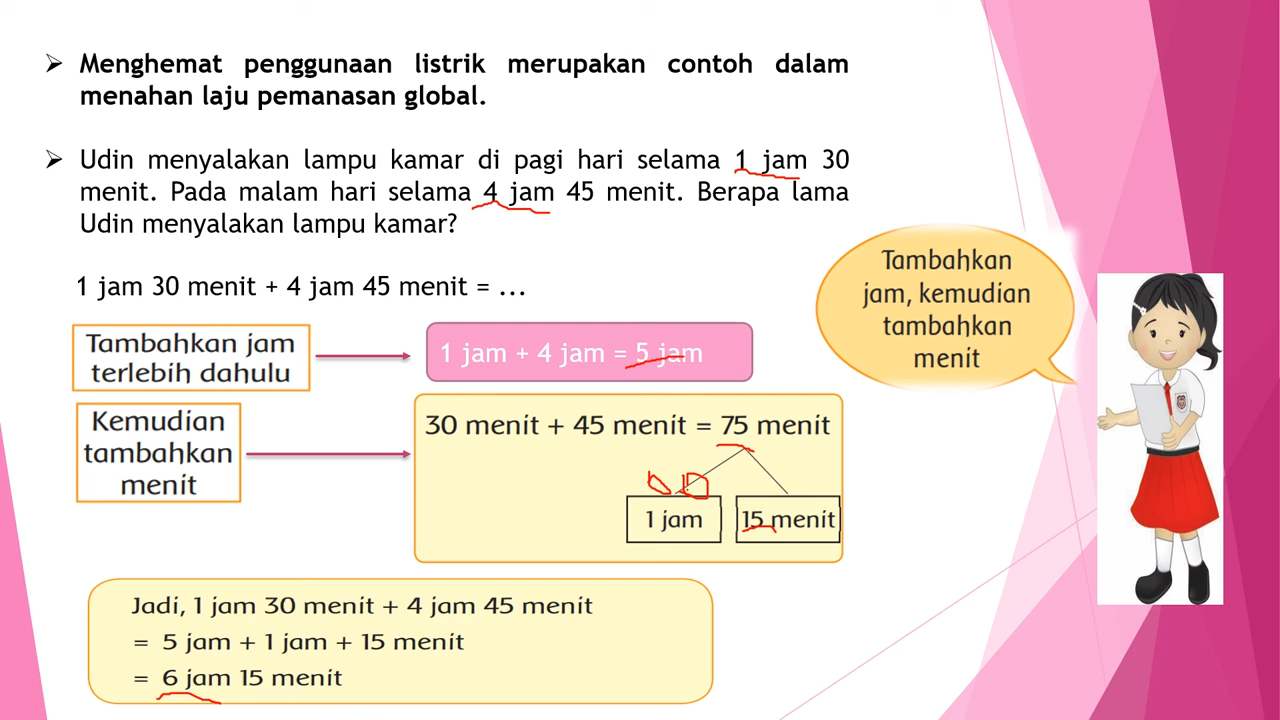 Menghemat penggunaan listrik merupakan contoh dalam
menahan laju pemanasan global.
Udin menyalakan lampu kamar di pagi hari selama 1 jam 30
menit. Pada malam hari selama 4 jam 45 menit. Berapa lama
Udin menyalakan lampu kamar?
1 jam 30 menit + 4 jam 45 menit = ...
Tambahkan
jam, kemudian
tambahkan
menit
Tambahkan jam
terlebih dahulu
1 jam + 4 jam = 5 jam
Kemudian
tambahkan
menit
30 menit + 45 menit = 75 menit
1 jam
15 menit
Jadi, 1 jam 30 menit + 4 jam 45 menit
= 5 jam + 1 jam + 15 menit
= 6 jam 15 menit